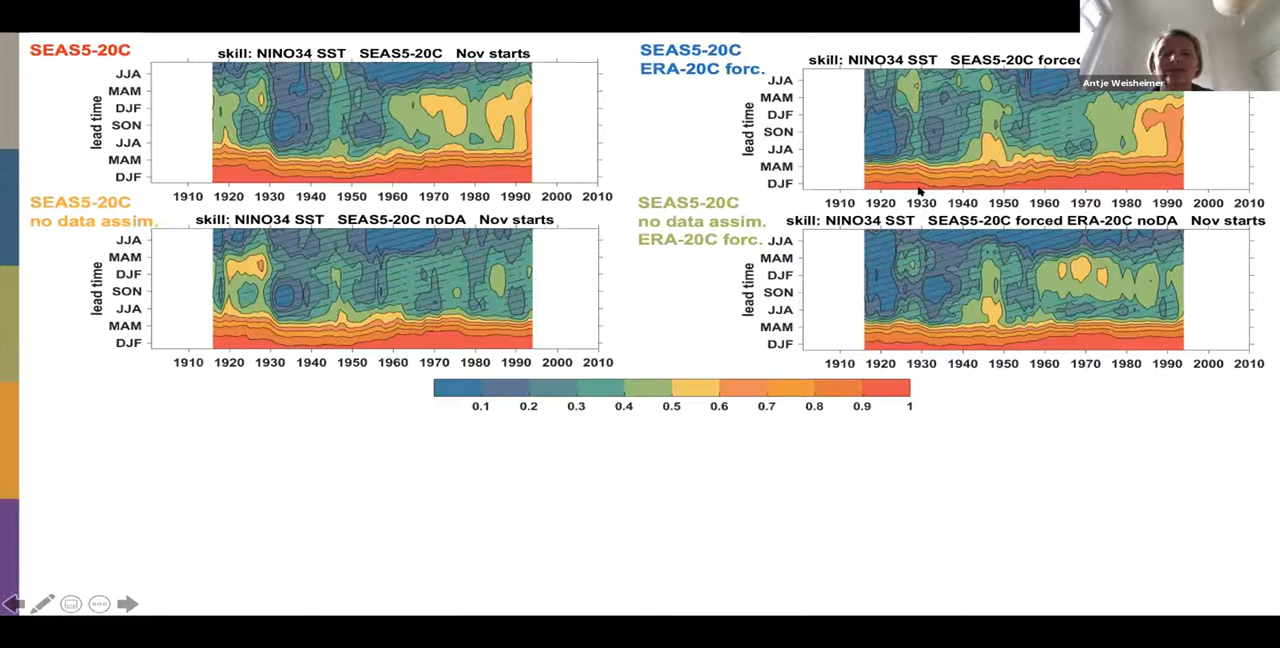 SEAS5-20C
skill: NINO34 SST SEAS5-20C Nov starts
lead time
JJA
MAM
DJF
SON
JJA
MAM
DJF
1910 1920 1930 1940 1950 1960 1970 1980 1990 2000 2010
SEAS5-20C
ERA-20C forc.
skill: NINO34 SST SEAS5-20C forced
Antje Weisheimer
lead time
JJA
MAM
DJF
SON
JJA
MAM
DJF
1910 1920 1930 1940 1950 1960 1970 1980 1990 2000 2010
SEAS5-20C
no data assim.
skill: NINO34 SST SEAS5-20C noDA Nov starts
lead time
JJA
MAM
DJF
SON
JJA
MAM
DJF
1910 1920 1930 1940 1950 1960 1970 1980 1990 2000 2010
SEAS5-20C
no data assim.
ERA-20C forc.
skill: NINO34 SST SEAS5-20C forced ERA-20C noDA Nov starts
lead time
JJA
MAM
DJF
SON
JJA
MAM
DJF
1910 1920 1930 1940 1950 1960 1970 1980 1990 2000 2010
0.1 0.2 0.3 0.4 0.5 0.6 0.7 0.8 0.9 1